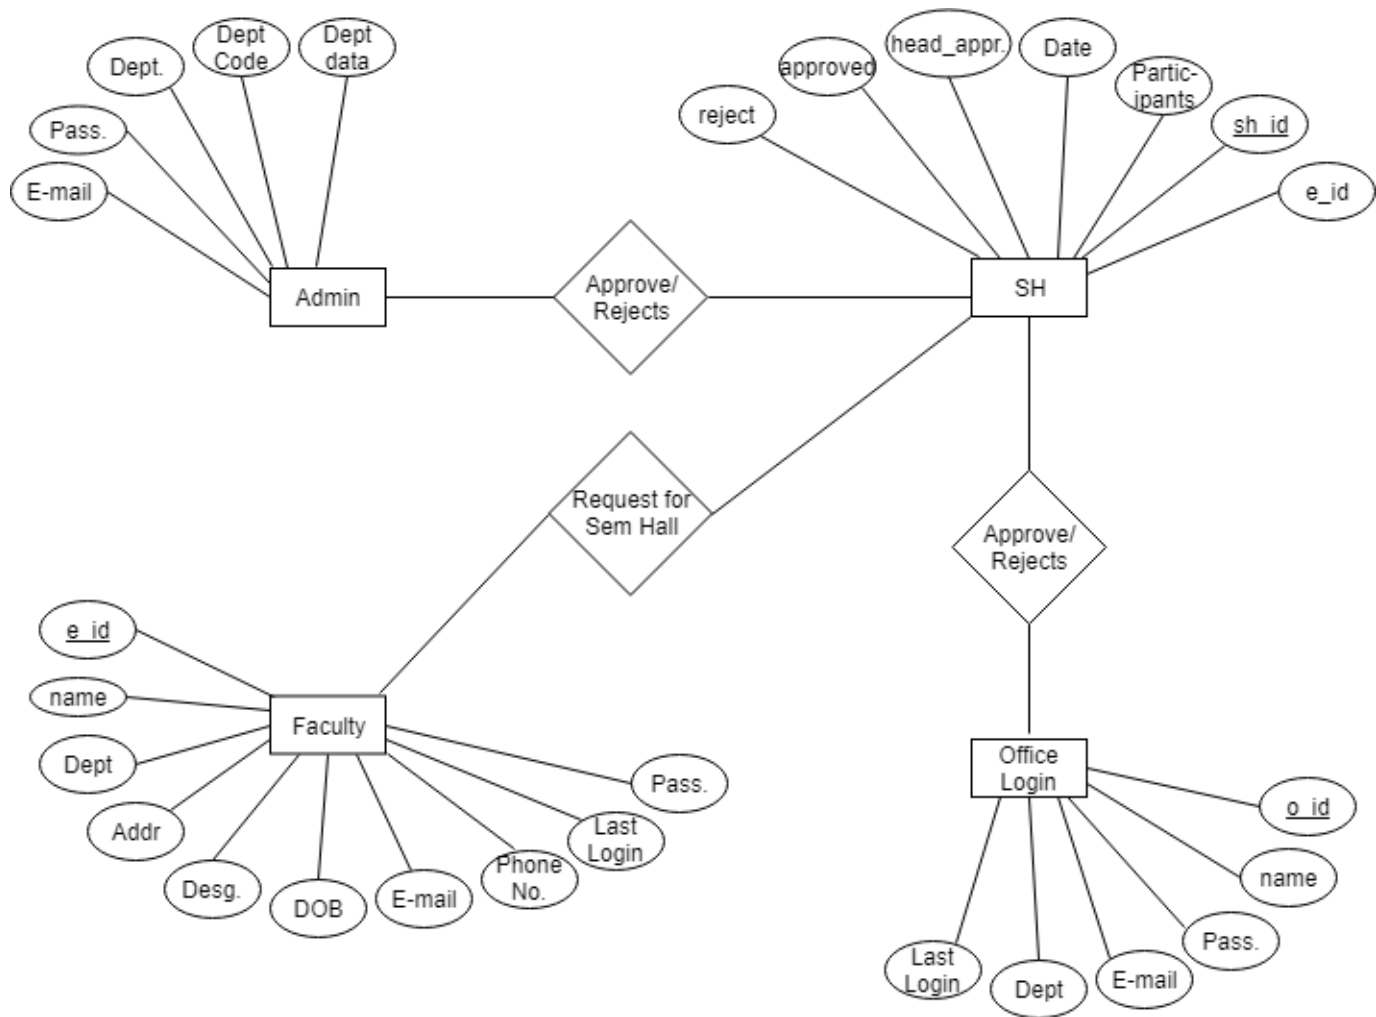 Dept
Code
Dept
data
Dept.
Pass.
E-mail
Admin
head_appr.
Date
approved
Partic-
ipants
reject
sh_id
e_id
Approve/
Rejects
SH
Request for
Sem Hall
Approve/
Rejects
e_id
name
Dept
Addr
Desg.
DOB
E-mail
Phone
No.
Last
Login
Pass.
Faculty
Office
Login
o_id
name
Pass.
E-mail
Dept
Last
Login